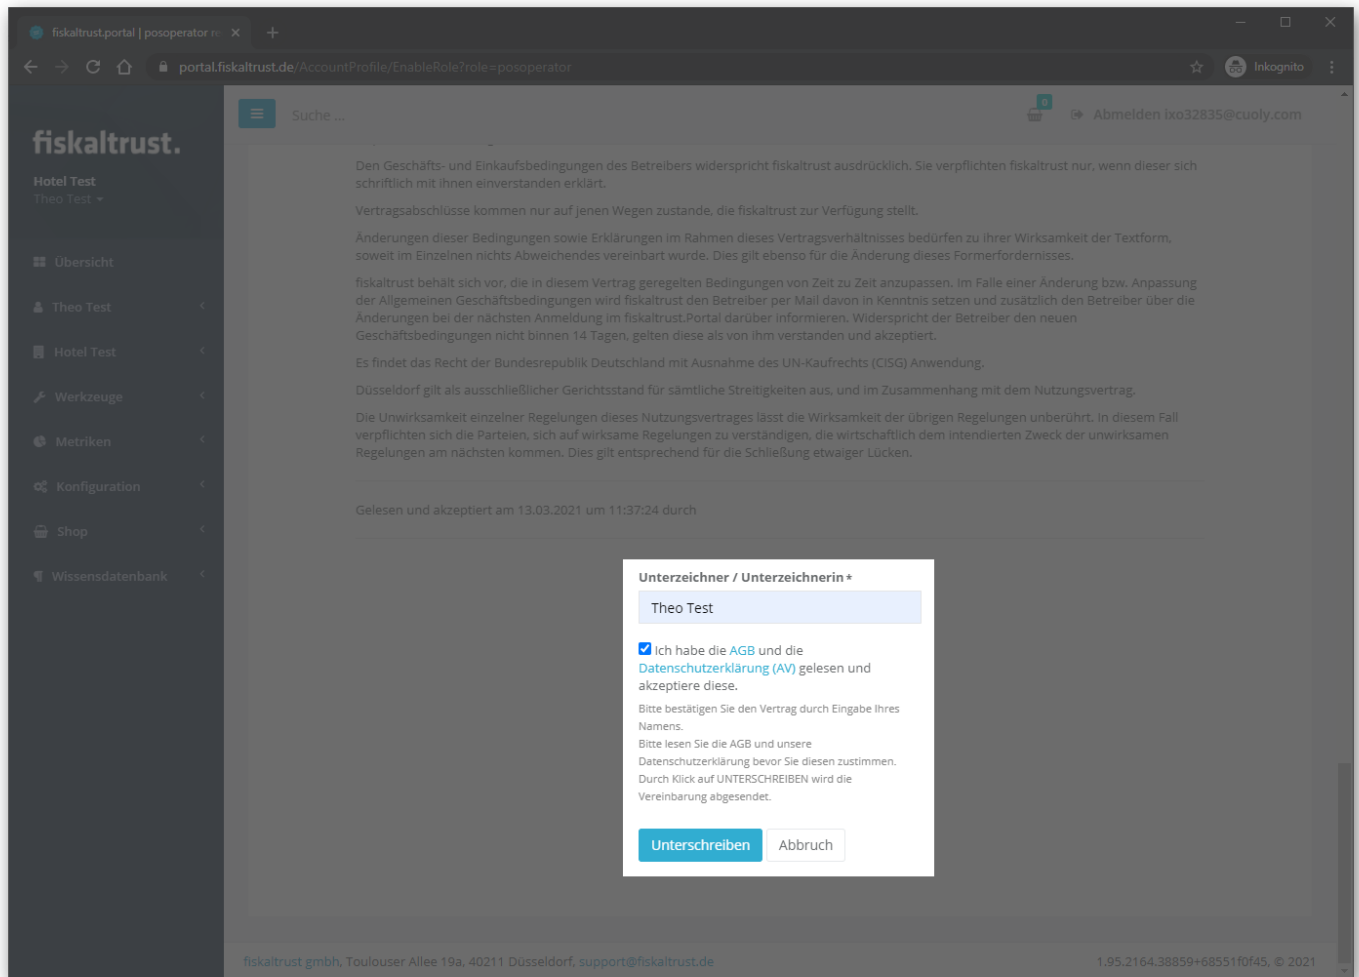 fiskaltrust.portal | posoperator re
portal.fiskaltrust.de/AccountProfile/EnableRole?role=posoperator
Inkognito
fiskaltrust.
Hotel Test
Theo Test
Übersicht
Theo Test
Hotel Test
Werkzeuge
Metriken
Konfiguration
Shop
Wissensdatenbank
Suche ...
0
Abmelden ixo32835@cuoly.com
Den Geschäfts- und Einkaufsbedingungen des Betreibers widerspricht fiskaltrust ausdrücklich. Sie verpflichten fiskaltrust nur, wenn dieser sich
schriftlich mit ihnen einverstanden erklärt.
Vertragsabschlüsse kommen nur auf jenen Wegen zustande, die fiskaltrust zur Verfügung stellt.
Änderungen dieser Bedingungen sowie Erklärungen im Rahmen dieses Vertragsverhältnisses bedürfen zu ihrer Wirksamkeit der Textform,
soweit im Einzelnen nichts Abweichendes vereinbart wurde. Dies gilt ebenso für die Änderung dieses Formerfordernisses.
fiskaltrust behält sich vor, die in diesem Vertrag geregelten Bedingungen von Zeit zu Zeit anzupassen. Im Falle einer Änderung bzw. Anpassung
der Allgemeinen Geschäftsbedingungen wird fiskaltrust den Betreiber per Mail davon in Kenntnis setzen und zusätzlich den Betreiber über die
Änderungen bei der nächsten Anmeldung im fiskaltrust.Portal darüber informieren. Widerspricht der Betreiber den neuen
Geschäftsbedingungen nicht binnen 14 Tagen, gelten diese als von ihm verstanden und akzeptiert.
Es findet das Recht der Bundesrepublik Deutschland mit Ausnahme des UN-Kaufrechts (CISG) Anwendung.
Düsseldorf gilt als ausschließlicher Gerichtsstand für sämtliche Streitigkeiten aus, und im Zusammenhang mit dem Nutzungsvertrag.
Die Unwirksamkeit einzelner Regelungen dieses Nutzungsvertrages lässt die Wirksamkeit der übrigen Regelungen unberührt. In diesem Fall
verpflichten sich die Parteien, sich auf wirksame Regelungen zu verständigen, die wirtschaftlich dem intendierten Zweck der unwirksamen
Regelungen am nächsten kommen. Dies gilt entsprechend für die Schließung etwaiger Lücken.
Gelesen und akzeptiert am 13.03.2021 um 11:37:24 durch
Unterzeichner / Unterzeichnerin *
Theo Test
Ich habe die AGB und die
Datenschutzerklärung (AV) gelesen und
akzeptiere diese.
Bitte bestätigen Sie den Vertrag durch Eingabe Ihres
Namens.
Bitte lesen Sie die AGB und unsere
Datenschutzerklärung bevor Sie diesen zustimmen.
Durch Klick auf UNTERSCHREIBEN wird die
Vereinbarung abgesendet.
Unterschreiben Abbruch
fiskaltrust gmbh, Toulouser Allee 19a, 40211 Düsseldorf, support@fiskaltrust.de
1.95.2164.38859+68551f0f45, © 2021